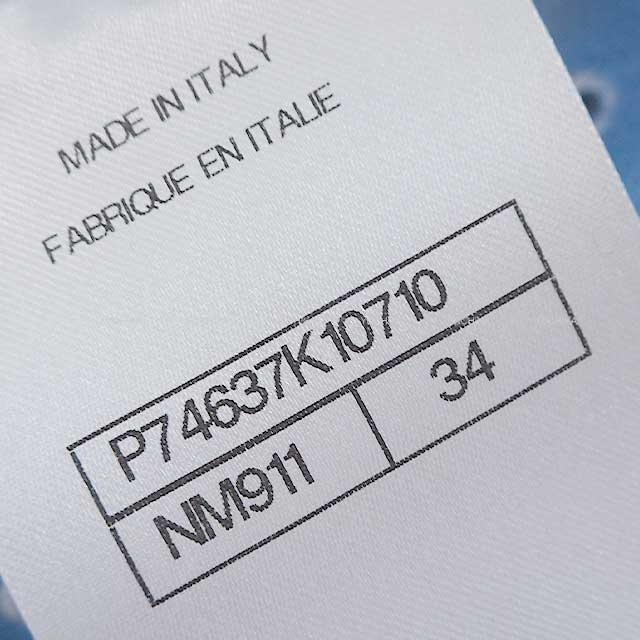 MADE IN ITALY
FABRIQUE EN ITALIE
P74637K10710
NM911 34